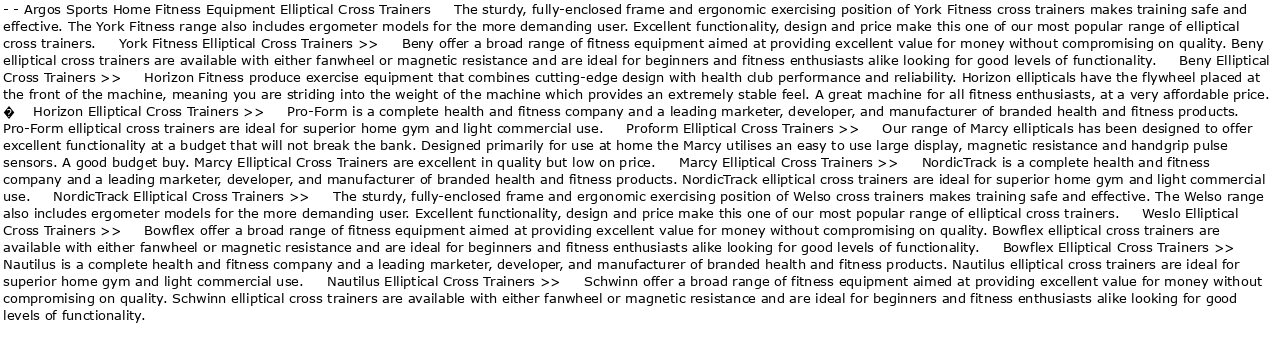 - - Argos Sports Home Fitness Equipment Elliptical Cross Trainers The sturdy, fully-enclosed frame and ergonomic exercising position of York Fitness cross trainers makes training safe and
effective. The York Fitness range also includes ergometer models for the more demanding user. Excellent functionality, design and price make this one of our most popular range of elliptical
cross trainers. York Fitness Elliptical Cross Trainers >> Beny offer a broad range of fitness equipment aimed at providing excellent value for money without compromising on quality. Beny
elliptical cross trainers are available with either fanwheel or magnetic resistance and are ideal for beginners and fitness enthusiasts alike looking for good levels of functionality. Beny Elliptical
Cross Trainers >> Horizon Fitness produce exercise equipment that combines cutting-edge design with health club performance and reliability. Horizon ellipticals have the flywheel placed at
the front of the machine, meaning you are striding into the weight of the machine which provides an extremely stable feel. A great machine for all fitness enthusiasts, at a very affordable price.
� Horizon Elliptical Cross Trainers >> Pro-Form is a complete health and fitness company and a leading marketer, developer, and manufacturer of branded health and fitness products.
Pro-Form elliptical cross trainers are ideal for superior home gym and light commercial use. Proform Elliptical Cross Trainers >> Our range of Marcy ellipticals has been designed to offer
excellent functionality at a budget that will not break the bank. Designed primarily for use at home the Marcy utilises an easy to use large display, magnetic resistance and handgrip pulse
sensors. A good budget buy. Marcy Elliptical Cross Trainers are excellent in quality but low on price. Marcy Elliptical Cross Trainers >> NordicTrack is a complete health and fitness
company and a leading marketer, developer, and manufacturer of branded health and fitness products. NordicTrack elliptical cross trainers are ideal for superior home gym and light commercial
use. NordicTrack Elliptical Cross Trainers >> The sturdy, fully-enclosed frame and ergonomic exercising position of Welso cross trainers makes training safe and effective. The Welso range
also includes ergometer models for the more demanding user. Excellent functionality, design and price make this one of our most popular range of elliptical cross trainers. Weslo Elliptical
Cross Trainers >> Bowflex offer a broad range of fitness equipment aimed at providing excellent value for money without compromising on quality. Bowflex elliptical cross trainers are
available with either fanwheel or magnetic resistance and are ideal for beginners and fitness enthusiasts alike looking for good levels of functionality. Bowflex Elliptical Cross Trainers >>
Nautilus is a complete health and fitness company and a leading marketer, developer, and manufacturer of branded health and fitness products. Nautilus elliptical cross trainers are ideal for
superior home gym and light commercial use. Nautilus Elliptical Cross Trainers >> Schwinn offer a broad range of fitness equipment aimed at providing excellent value for money without
compromising on quality. Schwinn elliptical cross trainers are available with either fanwheel or magnetic resistance and are ideal for beginners and fitness enthusiasts alike looking for good
levels of functionality.